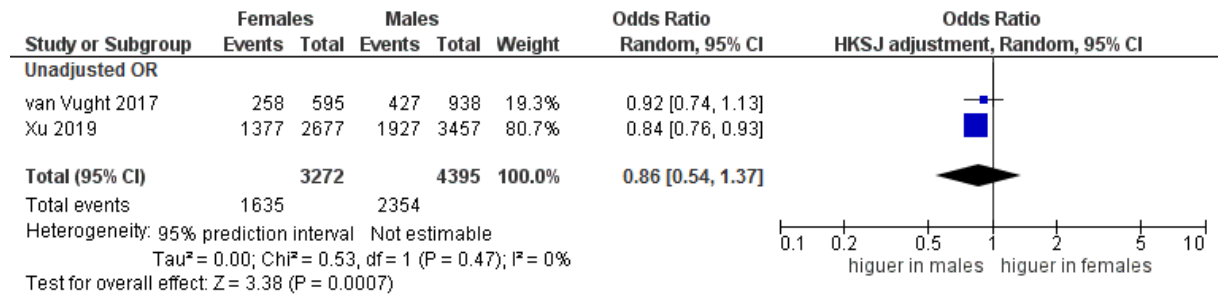 Females Males Odds Ratio Odds Ratio
Study or Subgroup Events Total Events Total Weight Random, 95% CI HKSJ adjustment, Random, 95% CI
Unadjusted OR
van Vught 2017 258 595 427 938 19.3% 0.92 [0.74, 1.13]
Xu 2019 1377 2677 1927 3457 80.7% 0.84 [0.76, 0.93]
Total (95% CI) 3272 4395 100.0% 0.86 [0.54, 1.37]
Total events 1635 2354
Heterogeneity: 95% prediction interval Not estimable
Tau² = 0.00; Chi² = 0.53, df = 1 (P = 0.47); I² = 0%
Test for overall effect: Z = 3.38 (P = 0.0007)
0.1 0.2 0.5 1 2 5 10
higuer in males higuer in females